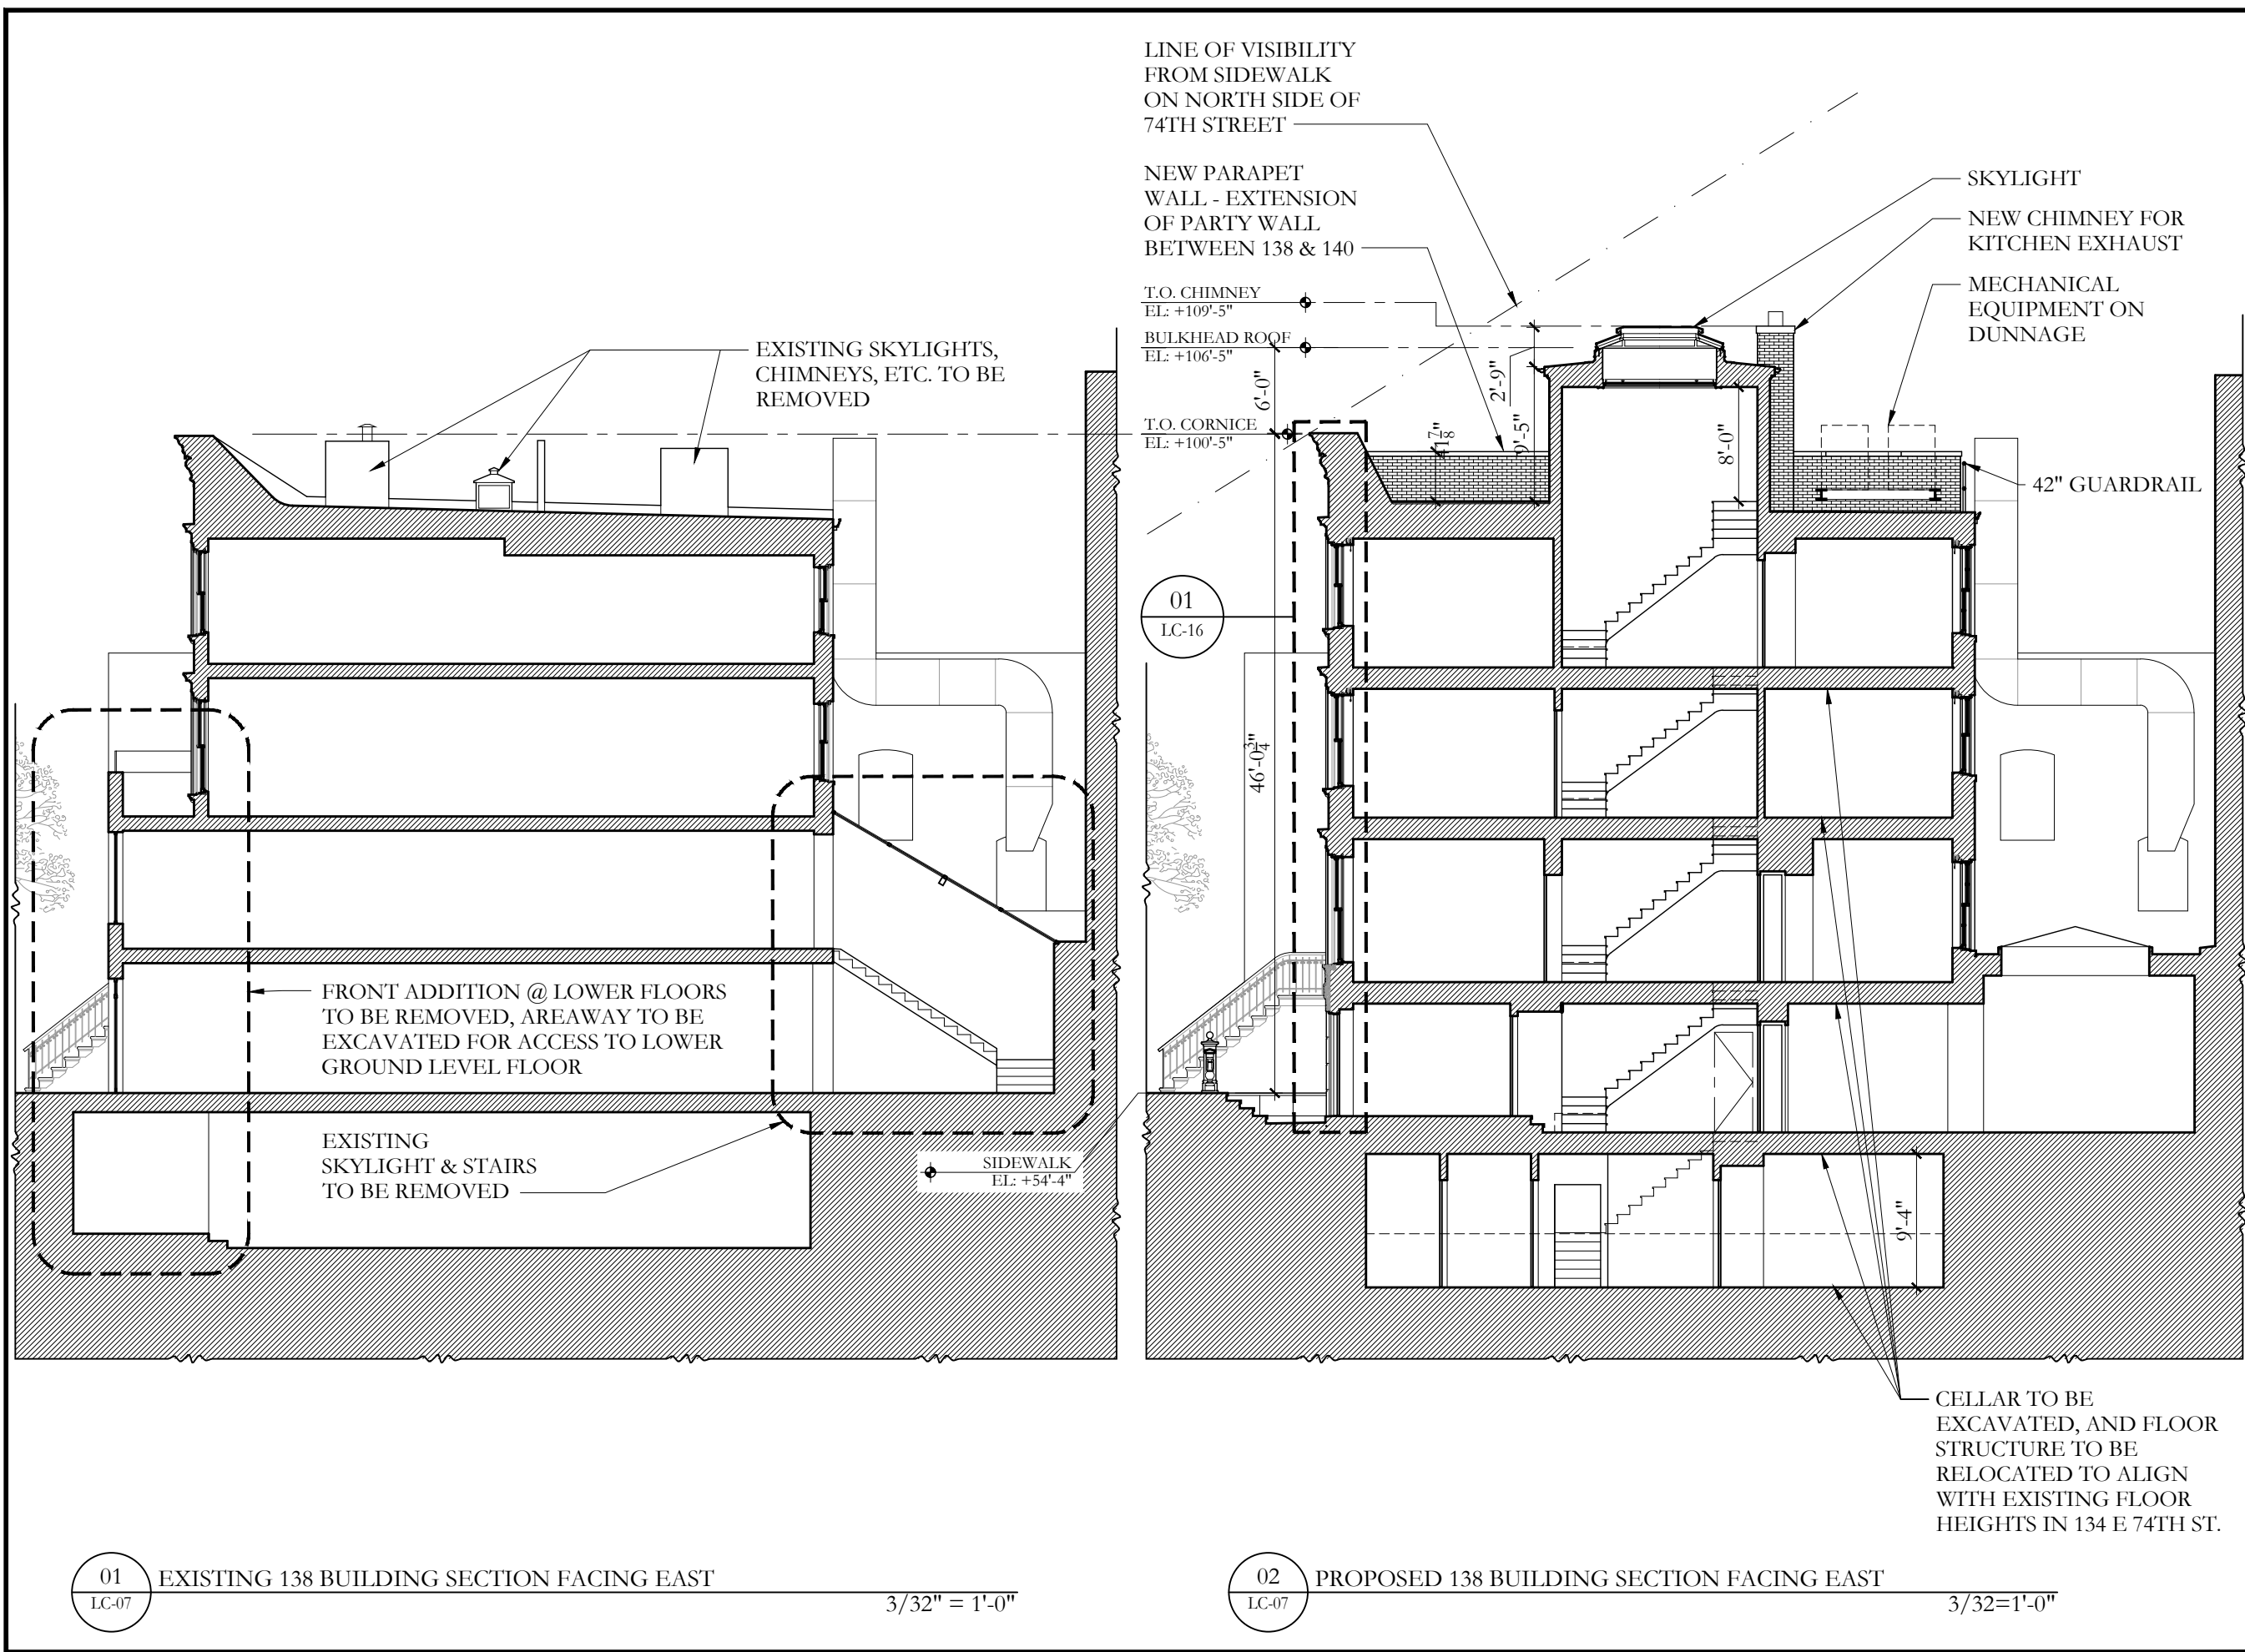 LINE OF VISIBILITY
FROM SIDEWALK
ON NORTH SIDE OF
74TH STREET
NEW PARAPET
WALL - EXTENSION
OF PARTY WALL
BETWEEN 138 & 140
T.O. CHIMNEY
EL: +109'-5"
BULKHEAD ROOF
EL: +106'-5"
T.O. CORNICE
EL: +100'-5"
SKYLIGHT
NEW CHIMNEY FOR
KITCHEN EXHAUST
MECHANICAL
EQUIPMENT ON
DUNNAGE
42" GUARDRAIL
EXISTING SKYLIGHTS,
CHIMNEYS, ETC. TO BE
REMOVED
6'-0"
2'-9"
9'-5"
8'-0"
01
LC-16
46'-0 3/4"
FRONT ADDITION @ LOWER FLOORS
TO BE REMOVED, AREAWAY TO BE
EXCAVATED FOR ACCESS TO LOWER
GROUND LEVEL FLOOR
EXISTING
SKYLIGHT & STAIRS
TO BE REMOVED
SIDEWALK
EL: +54'-4"
9'-4"
CELLAR TO BE
EXCAVATED, AND FLOOR
STRUCTURE TO BE
RELOCATED TO ALIGN
WITH EXISTING FLOOR
HEIGHTS IN 134 E 74TH ST.
01
LC-07
EXISTING 138 BUILDING SECTION FACING EAST
3/32" = 1'-0"
02
LC-07
PROPOSED 138 BUILDING SECTION FACING EAST
3/32=1'-0"